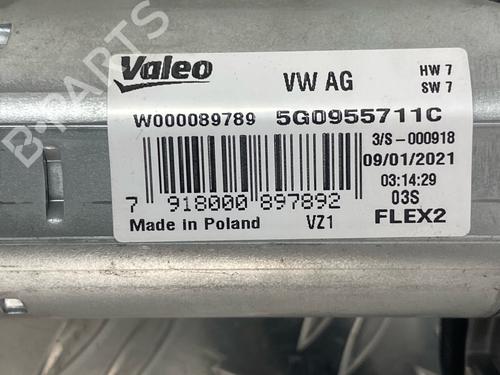 Valeo
VW AG
HW 7
SW 7
W000089789
5G0955711C
3/S-000918
09/01/2021
03:14:29
03S
FLEX2
7 918000 897892
Made in Poland
VZ1
B-PARTS